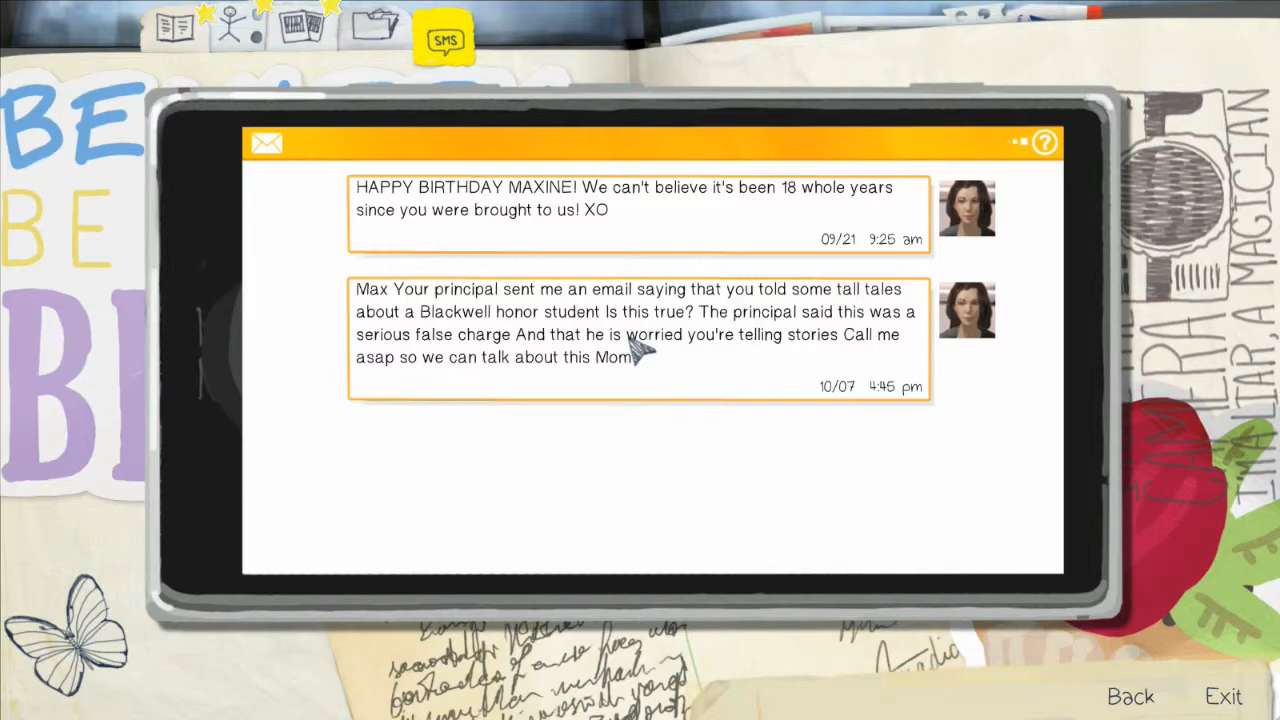 SMS
HAPPY BIRTHDAY MAXINE! We can't believe it's been 18 whole years
since you were brought to us! XO
09/21 9:25 am
Max Your principal sent me an email saying that you told some tall tales
about a Blackwell honor student Is this true? The principal said this was a
serious false charge And that he is worried you're telling stories Call me
asap so we can talk about this Mom
10/07 4:45 pm
BE
BE
I'M A LIAR, A MAGICIAN
Back Exit